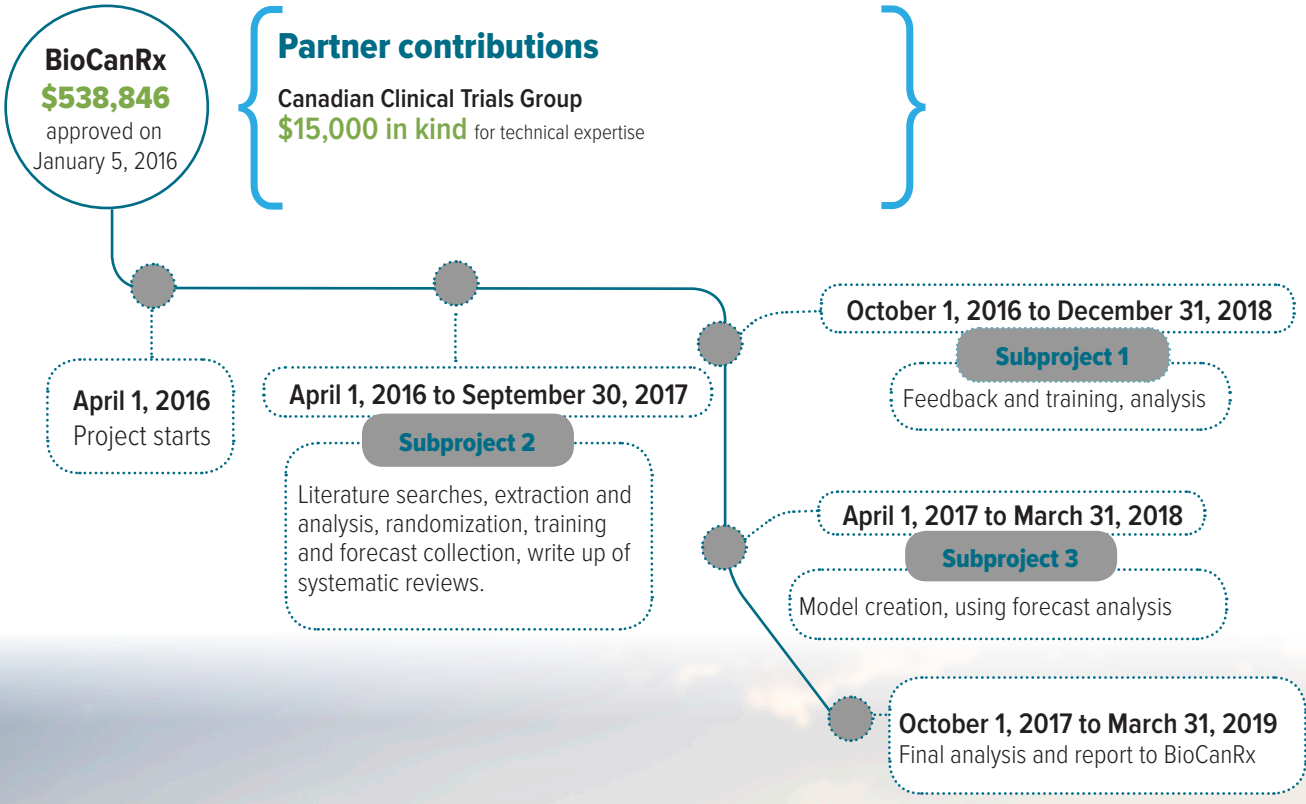 BioCanRx
$538,846
approved on
January 5, 2016
Partner contributions
Canadian Clinical Trials Group
$15,000 in kind for technical expertise
April 1, 2016
Project starts
April 1, 2016 to September 30, 2017
Subproject 2
Literature searches, extraction and
analysis, randomization, training
and forecast collection, write up of
systematic reviews.
October 1, 2016 to December 31, 2018
Subproject 1
Feedback and training, analysis
April 1, 2017 to March 31, 2018
Subproject 3
Model creation, using forecast analysis
October 1, 2017 to March 31, 2019
Final analysis and report to BioCanRx